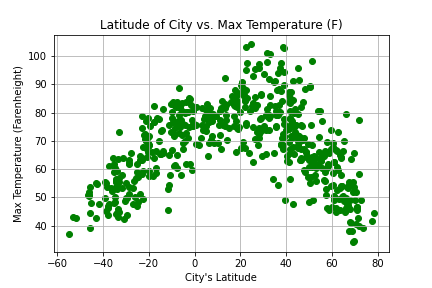 Latitude of City vs. Max Temperature (F)
100
90
80
70
60
50
40
Max Temperature (Farenheight)
−60 −40 −20 0 20 40 60 80
City's Latitude